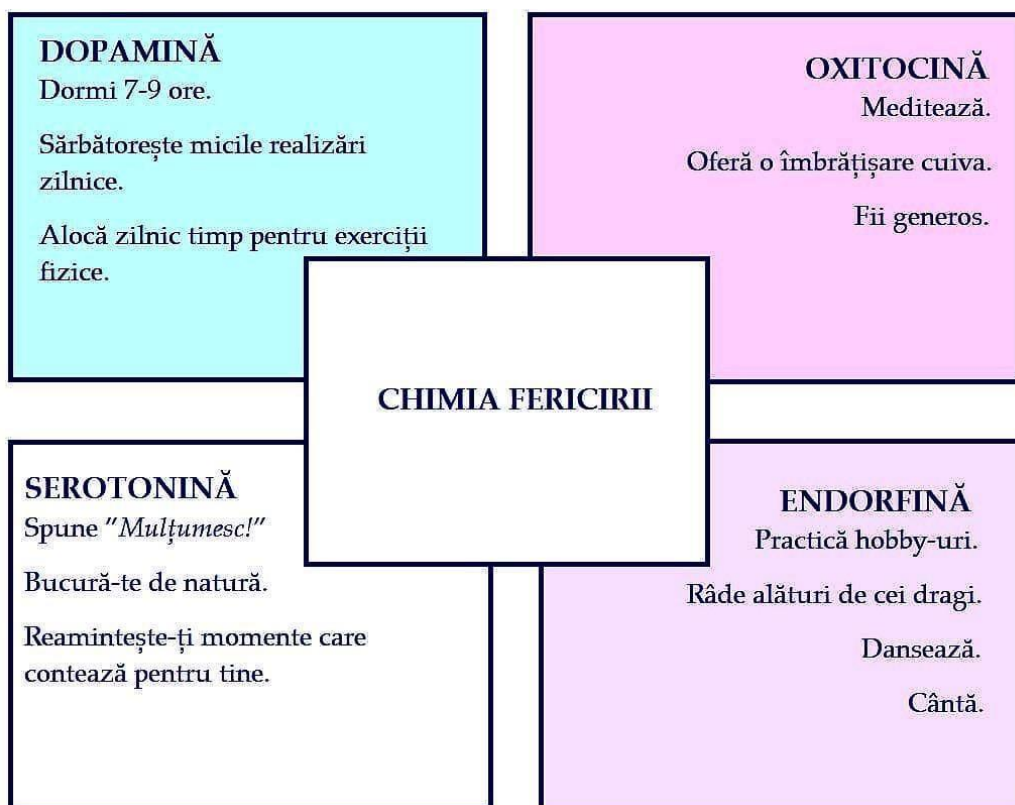 DOPAMINĂ
Dormi 7-9 ore.
Sărbătorește micile realizări
zilnice.
Alocă zilnic timp pentru exerciții
fizice.
OXITOCINĂ
Meditează.
Oferă o îmbrățișare cuiva.
Fii generos.
CHIMIA FERICIRII
SEROTONINĂ
Spune "Mulțumesc!"
Bucură-te de natură.
Reamintește-ți momente care
contează pentru tine.
ENDORFINĂ
Practică hobby-uri.
Râde alături de cei dragi.
Dansează.
Cântă.